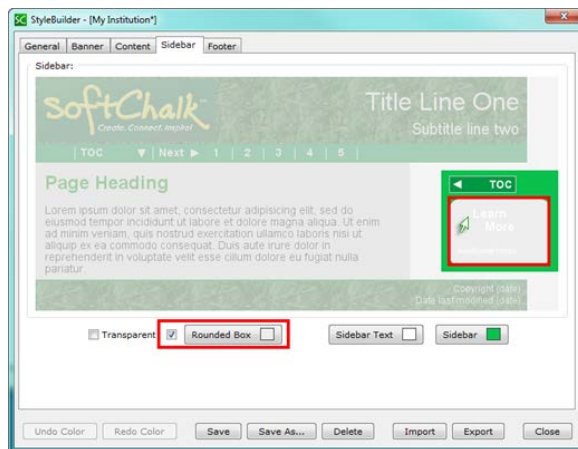 StyleBuilder - [My Institution*]
General Banner Content Sidebar Footer
Sidebar:
SoftChalk
Create. Connect. Inspire!
Title Line One
Subtitle line two
| TOC ▼ | Next ► 1 | 2 | 3 | 4 | 5 |
Page Heading
Lorem ipsum dolor sit amet, consectetur adipisicing elit, sed do
eiusmod tempor incididunt ut labore et dolore magna aliqua. Ut enim
ad minim veniam, quis nostrud exercitation ullamco laboris nisi ut
aliquip ex ea commodo consequat. Duis aute irure dolor in
reprehenderit in voluptate velit esse cillum dolore eu fugiat nulla
pariatur.
◄ TOC
Learn
More
Copyright (date)
Date last modified (date)
Transparent Rounded Box Sidebar Text Sidebar
Undo Color Redo Color Save Save As... Delete Import Export Close